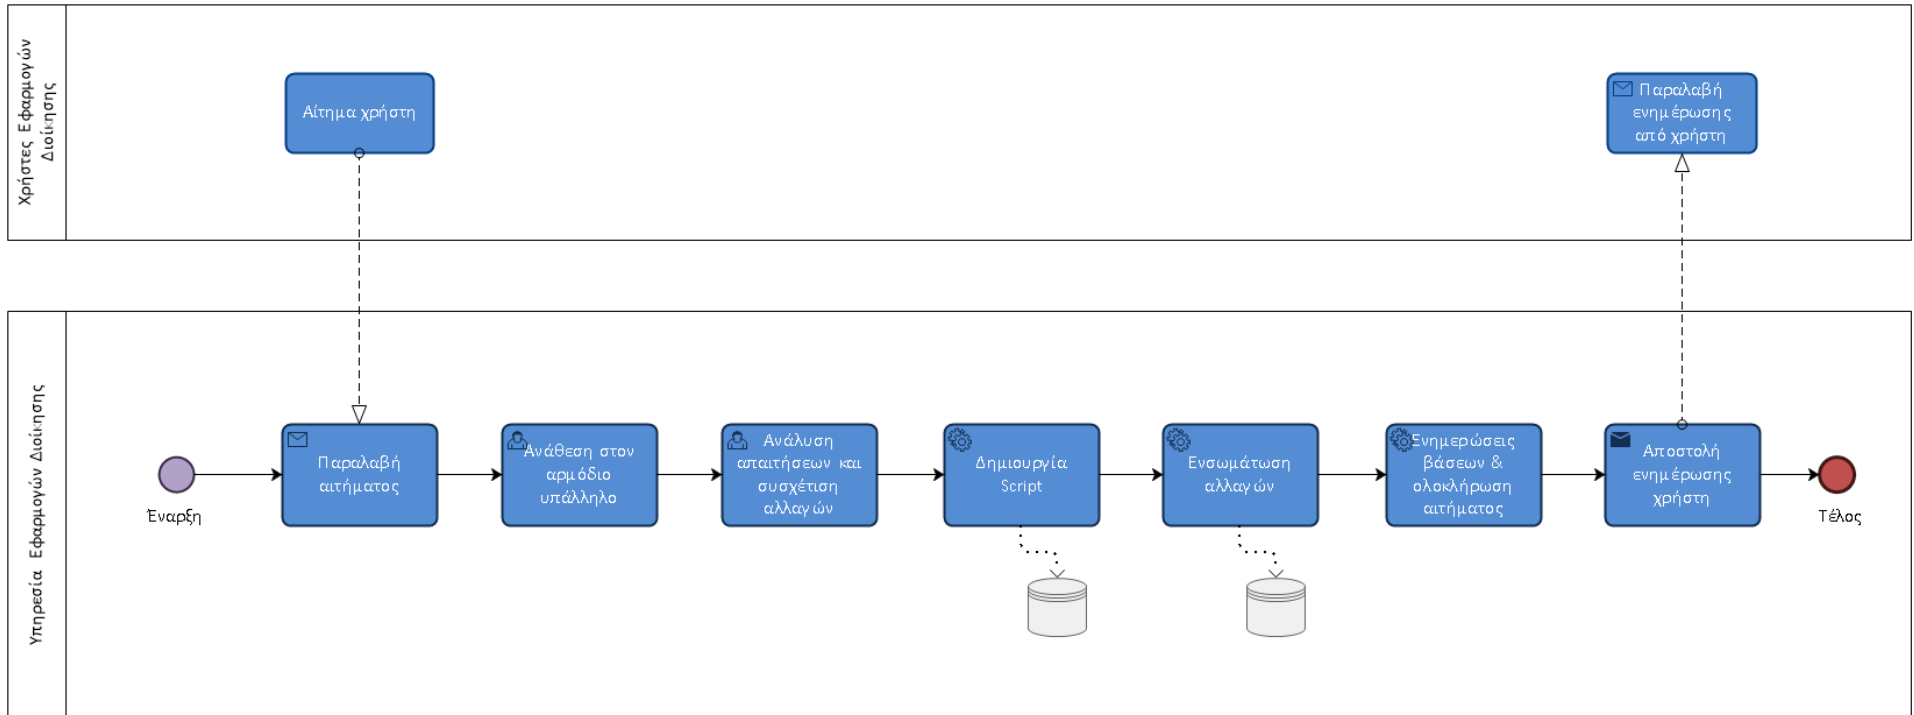 Χρήστες Εφαρμογών
Διοίκησης
Αίτημα χρήστη
Παραλαβή
ενημέρωσης
από χρήστη
Υπηρεσία Εφαρμογών Διοίκησης
Έναρξη
Παραλαβή
αιτήματος
Ανάθεση στον
αρμόδιο
υπάλληλο
Ανάλυση
απαιτήσεων και
συσχέτιση
αλλαγών
Δημιουργία
Script
Ενσωμάτωση
αλλαγών
Ενημερώσεις
βάσεων &
ολοκλήρωση
αιτήματος
Αποστολή
ενημέρωσης
χρήστη
Τέλος